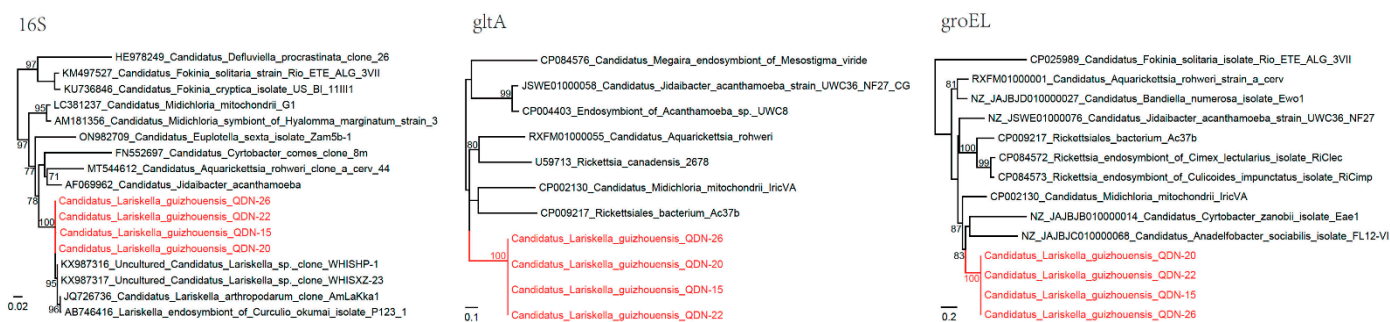 16S
HE978249_Candidatus_Defluviella_procrastinata_clone_26
97
KM497527_Candidatus_Fokinia_solitaria_strain_Rio_ETE_ALG_3VII
KU736846_Candidatus_Fokinia_cryptica_isolate_US_BI_11III1
95
LC381237_Candidatus_Midichloria_mitochondrii_G1
AM181356_Candidatus_Midichloria_symbiont_of_Hyalomma_marginatum_strain_3
97
ON982709_Candidatus_Euplotella_sexta_isolate_Zam5b-1
FN552697_Candidatus_Cyrtobacter_comes_clone_8m
77
MT544612_Candidatus_Aquarickettsia_rohweri_clone_a_cerv_44
71
AF069962_Candidatus_Jidaibacter_acanthamoeba
78
Candidatus_Lariskella_guizhouensis_QDN-26
Candidatus_Lariskella_guizhouensis_QDN-22
100
Candidatus_Lariskella_guizhouensis_QDN-15
Candidatus_Lariskella_guizhouensis_QDN-20
KX987316_Uncultured_Candidatus_Lariskella_sp._clone_WHISHP-1
95
KX987317_Uncultured_Candidatus_Lariskella_sp._clone_WHISXZ-23
JQ726736_Candidatus_Lariskella_arthropodarum_clone_AmLaKka1
96
AB746416_Lariskella_endosymbiont_of_Curculio_okumai_isolate_P123_1
0.02
gltA
CP084576_Candidatus_Megaira_endosymbiont_of_Mesostigma_viride
JSWE01000058_Candidatus_Jidaibacter_acanthamoeba_strain_UWC36_NF27_CG
99
CP004403_Endosymbiont_of_Acanthamoeba_sp._UWC8
RXFM01000055_Candidatus_Aquarickettsia_rohweri
80
U59713_Rickettsia_canadensis_2678
CP002130_Candidatus_Midichloria_mitochondrii_IricVA
CP009217_Rickettsiales_bacterium_Ac37b
Candidatus_Lariskella_guizhouensis_QDN-26
100
Candidatus_Lariskella_guizhouensis_QDN-20
Candidatus_Lariskella_guizhouensis_QDN-15
Candidatus_Lariskella_guizhouensis_QDN-22
0.1
groEL
CP025989_Candidatus_Fokinia_solitaria_isolate_Rio_ETE_ALG_3VII
RXFM01000001_Candidatus_Aquarickettsia_rohweri_strain_a_cerv
81
NZ_JAJBJD010000027_Candidatus_Bandiella_numerosa_isolate_Ewo1
NZ_JSWE01000076_Candidatus_Jidaibacter_acanthamoeba_strain_UWC36_NF27
CP009217_Rickettsiales_bacterium_Ac37b
100
CP084572_Rickettsia_endosymbiont_of_Cimex_lectularius_isolate_RiClec
99
CP084573_Rickettsia_endosymbiont_of_Culicoides_impunctatus_isolate_RiCimp
CP002130_Candidatus_Midichloria_mitochondrii_IricVA
NZ_JAJBJB010000014_Candidatus_Cyrtobacter_zanobii_isolate_Eae1
87
NZ_JAJBJC010000068_Candidatus_Anadelfobacter_sociabilis_isolate_FL12-VI
83
Candidatus_Lariskella_guizhouensis_QDN-20
Candidatus_Lariskella_guizhouensis_QDN-22
100
Candidatus_Lariskella_guizhouensis_QDN-15
Candidatus_Lariskella_guizhouensis_QDN-26
0.2